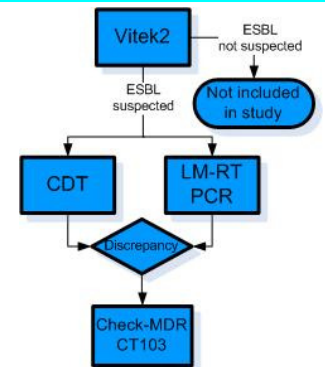 Vitek2
ESBL
not suspected
ESBL
suspected
Not included
in study
CDT
LM-RT
PCR
Discrepancy
Check-MDR
CT103